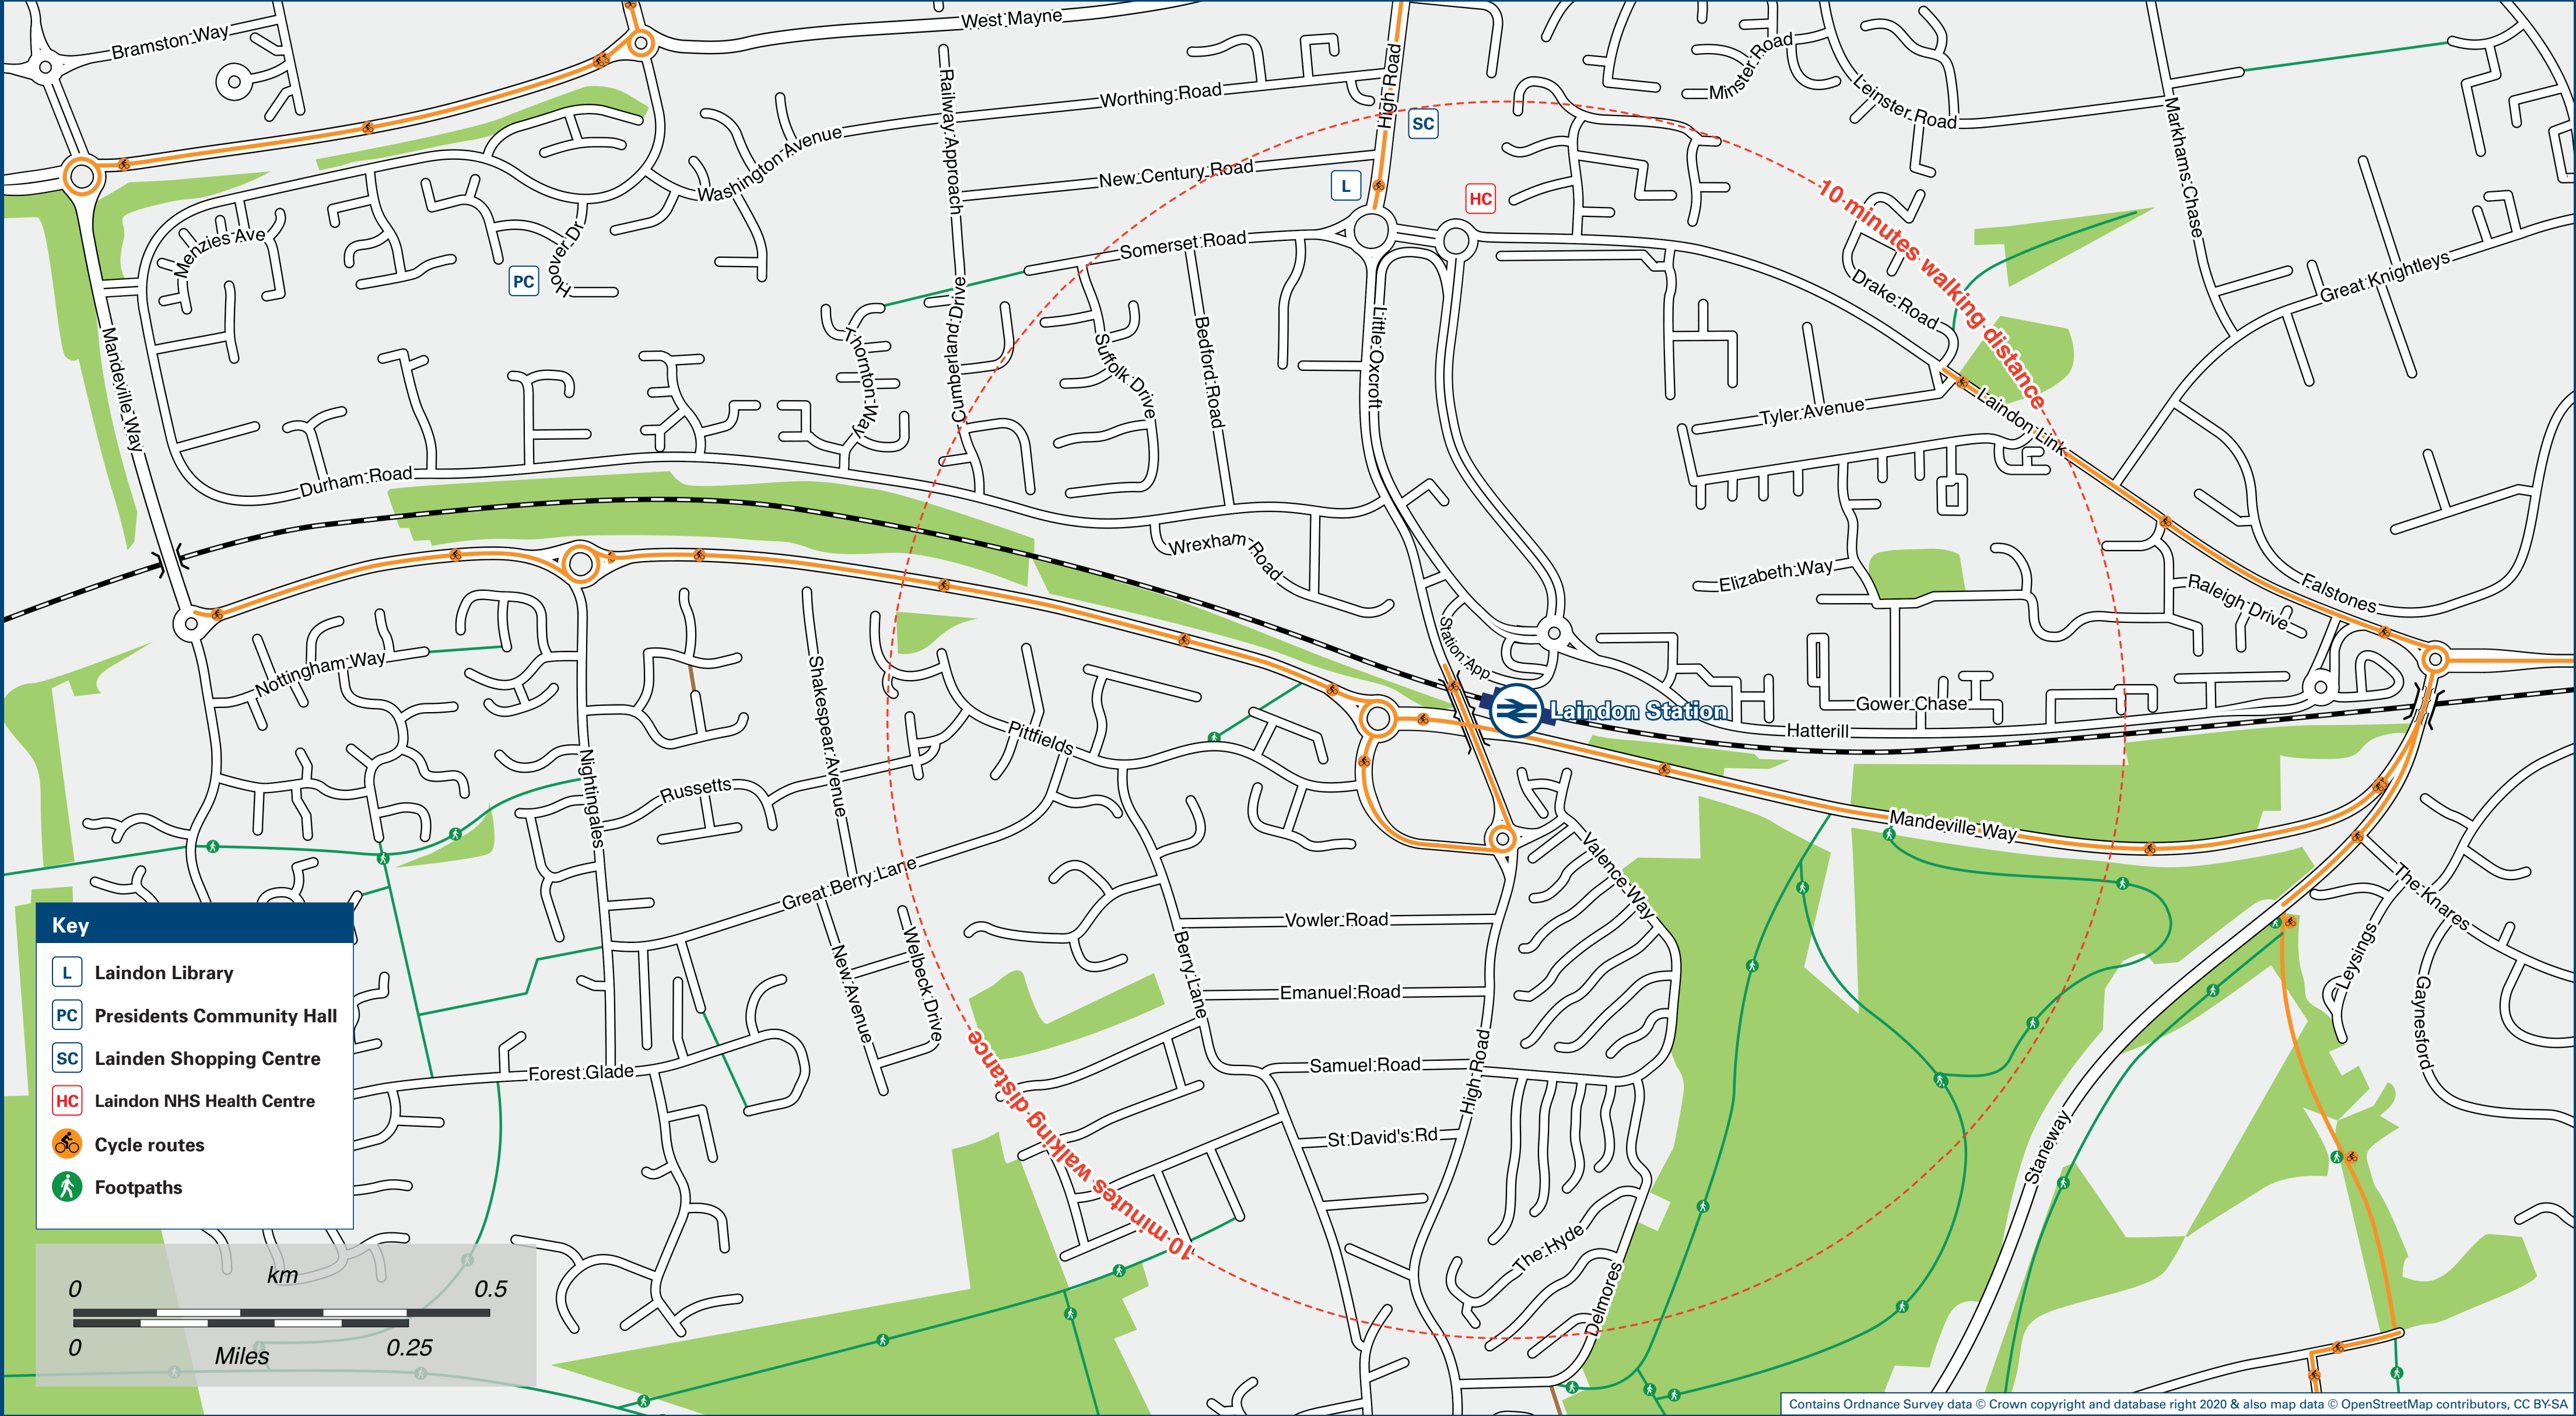 Bramston Way
West Mayne
High Road
Minster Road
Leinster Road
Markhams Chase
Railway Approach
Worthing Road
Washington Avenue
New Century Road
SC
L
HC
10 minutes walking distance
Menzies Ave
Hoover Dr
PC
Somerset Road
Cumberland Drive
Drake Road
Great Knightleys
Mandeville Way
Thornton Way
Suffolk Drive
Bedford Road
Little Oxcroft
Tyler Avenue
Laindon Link
Durham Road
Wrexham Road
Elizabeth Way
Falstones
Raleigh Drive
Station App
Nottingham Way
Shakespear Avenue
Pittfields
Laindon Station
Gower Chase
Hatterill
Nightingales
Russetts
Mandeville Way
Valence Way
Great Berry Lane
The Knares
Vowler Road
Welbeck Drive
New Avenue
Berry Lane
Emanuel Road
Leysings
Gaynesford
Forest Glade
Samuel Road
High Road
St David's Rd
Staneway
10 minutes walking distance
The Hyde
Delmores
Key
L Laindon Library
PC Presidents Community Hall
SC Lainden Shopping Centre
HC Laindon NHS Health Centre
Cycle routes
Footpaths
km
0 0.5
0 0.25
Miles
Contains Ordnance Survey data © Crown copyright and database right 2020 & also map data © OpenStreetMap contributors, CC BY-SA